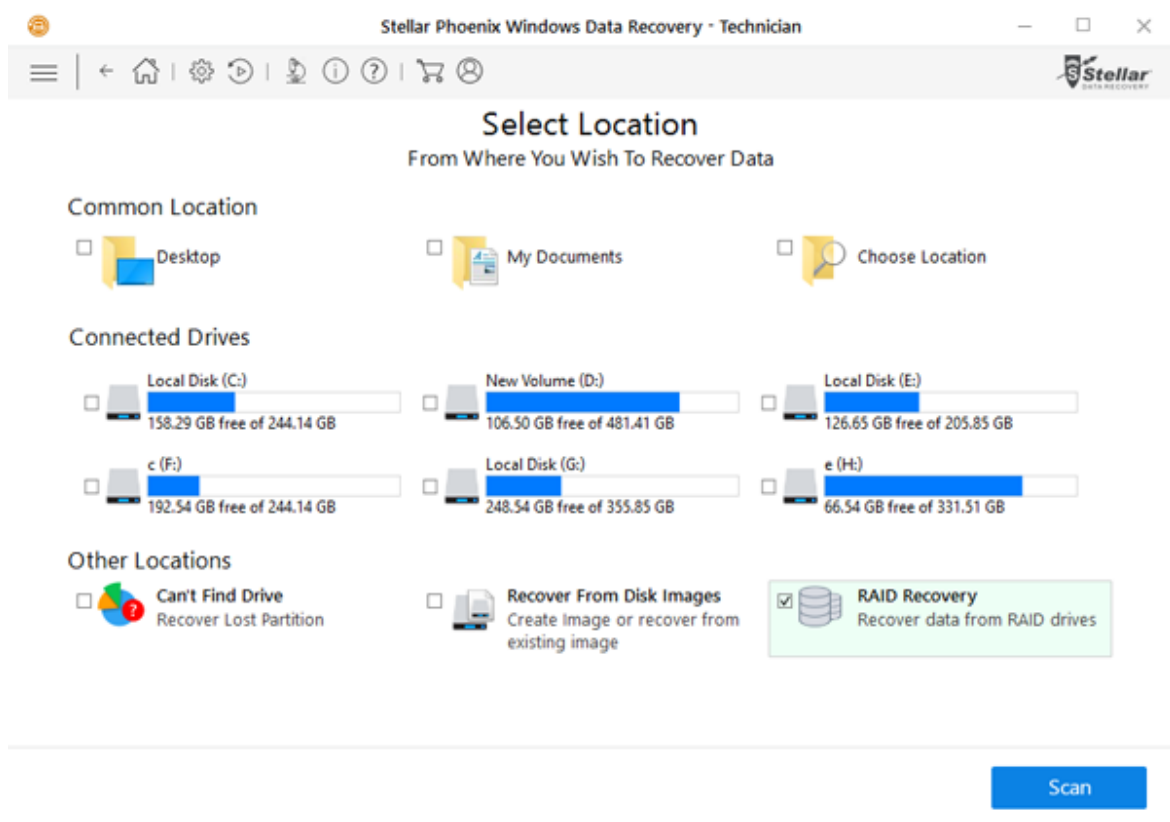 Stellar Phoenix Windows Data Recovery - Technician
Stellar
DATA RECOVERY
Select Location
From Where You Wish To Recover Data
Common Location
Desktop
My Documents
Choose Location
Connected Drives
Local Disk (C:)
158.29 GB free of 244.14 GB
New Volume (D:)
106.50 GB free of 481.41 GB
Local Disk (E:)
126.65 GB free of 205.85 GB
c (F:)
192.54 GB free of 244.14 GB
Local Disk (G:)
248.54 GB free of 355.85 GB
e (H:)
66.54 GB free of 331.51 GB
Other Locations
Can't Find Drive
Recover Lost Partition
Recover From Disk Images
Create Image or recover from
existing image
RAID Recovery
Recover data from RAID drives
Scan